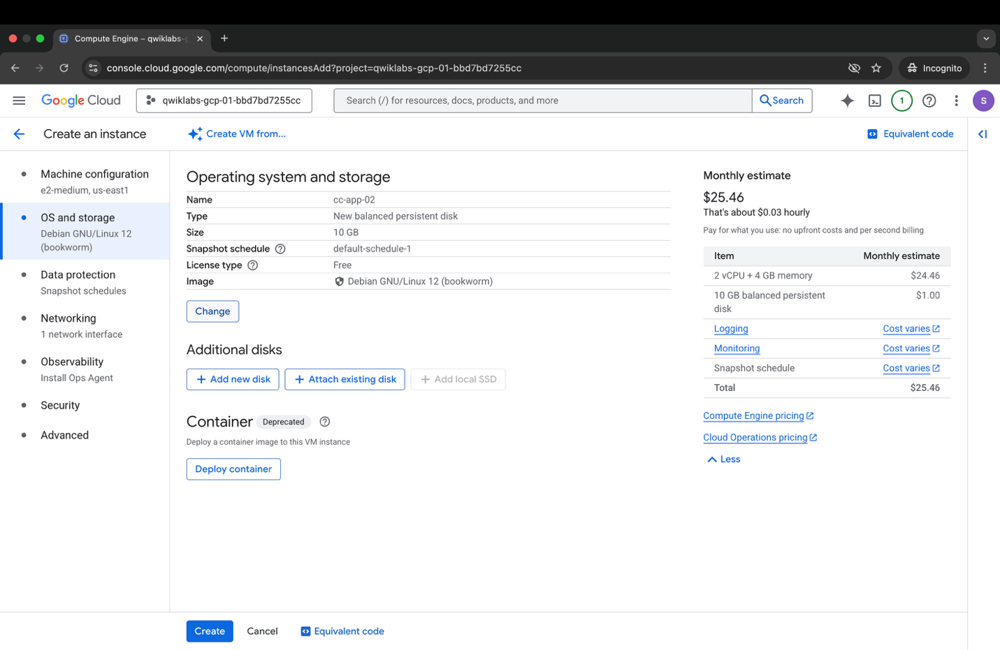 Compute Engine – qwiklabs-g
console.cloud.google.com/compute/instancesAdd?project=qwiklabs-gcp-01-bbd7bd7255cc
Incognito
Google Cloud
qwiklabs-gcp-01-bbd7bd7255cc
Search (/) for resources, docs, products, and more
Search
1
S
Create an instance
Create VM from...
Equivalent code
Machine configuration
e2-medium, us-east1
OS and storage
Debian GNU/Linux 12
(bookworm)
Data protection
Snapshot schedules
Networking
1 network interface
Observability
Install Ops Agent
Security
Advanced
Operating system and storage
Name cc-app-02
Type New balanced persistent disk
Size 10 GB
Snapshot schedule default-schedule-1
License type Free
Image Debian GNU/Linux 12 (bookworm)
Change
Additional disks
+ Add new disk
+ Attach existing disk
+ Add local SSD
Container Deprecated
Deploy a container image to this VM instance
Deploy container
Monthly estimate
$25.46
That's about $0.03 hourly
Pay for what you use: no upfront costs and per second billing
Item Monthly estimate
2 vCPU + 4 GB memory $24.46
10 GB balanced persistent $1.00
disk
Logging Cost varies
Monitoring Cost varies
Snapshot schedule Cost varies
Total $25.46
Compute Engine pricing
Cloud Operations pricing
Less
Create
Cancel
Equivalent code